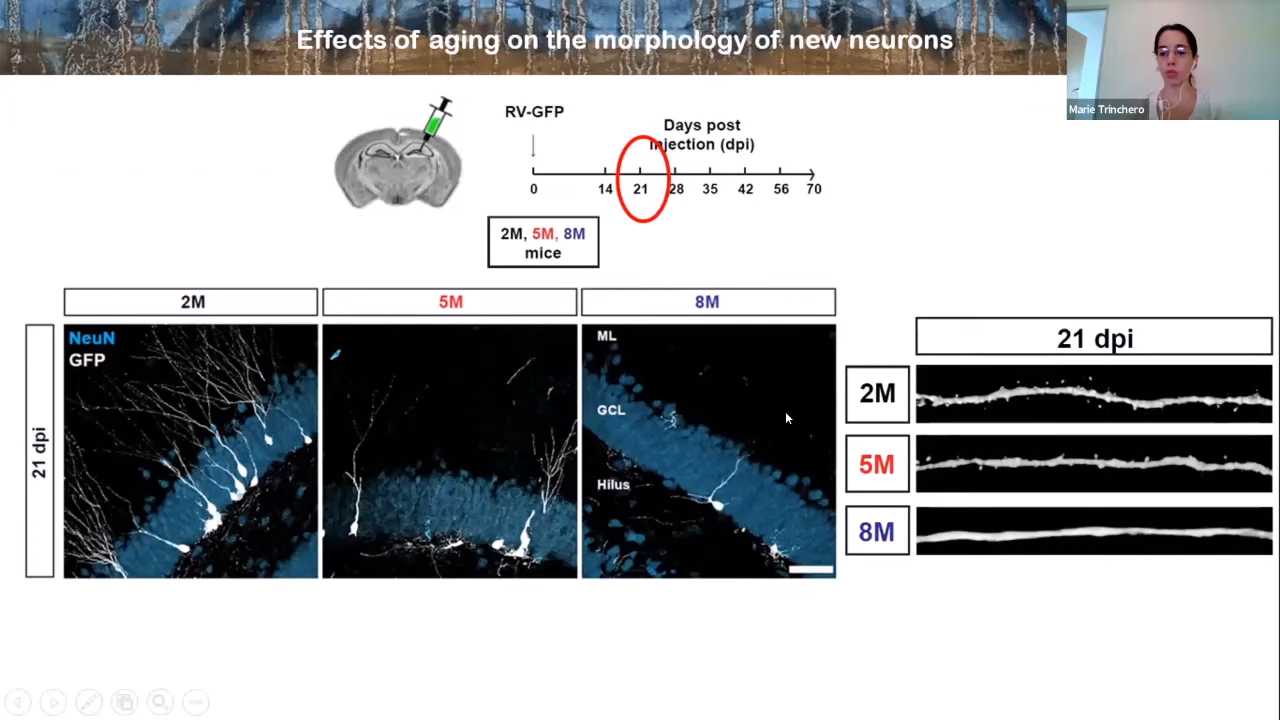 Effects of aging on the morphology of new neurons
Marie Trinchero
RV-GFP
Days post
injection (dpi)
0 14 21 28 35 42 56 70
2M, 5M, 8M
mice
2M 5M 8M
21 dpi
NeuN
GFP
ML
GCL
Hilus
21 dpi
2M
5M
8M